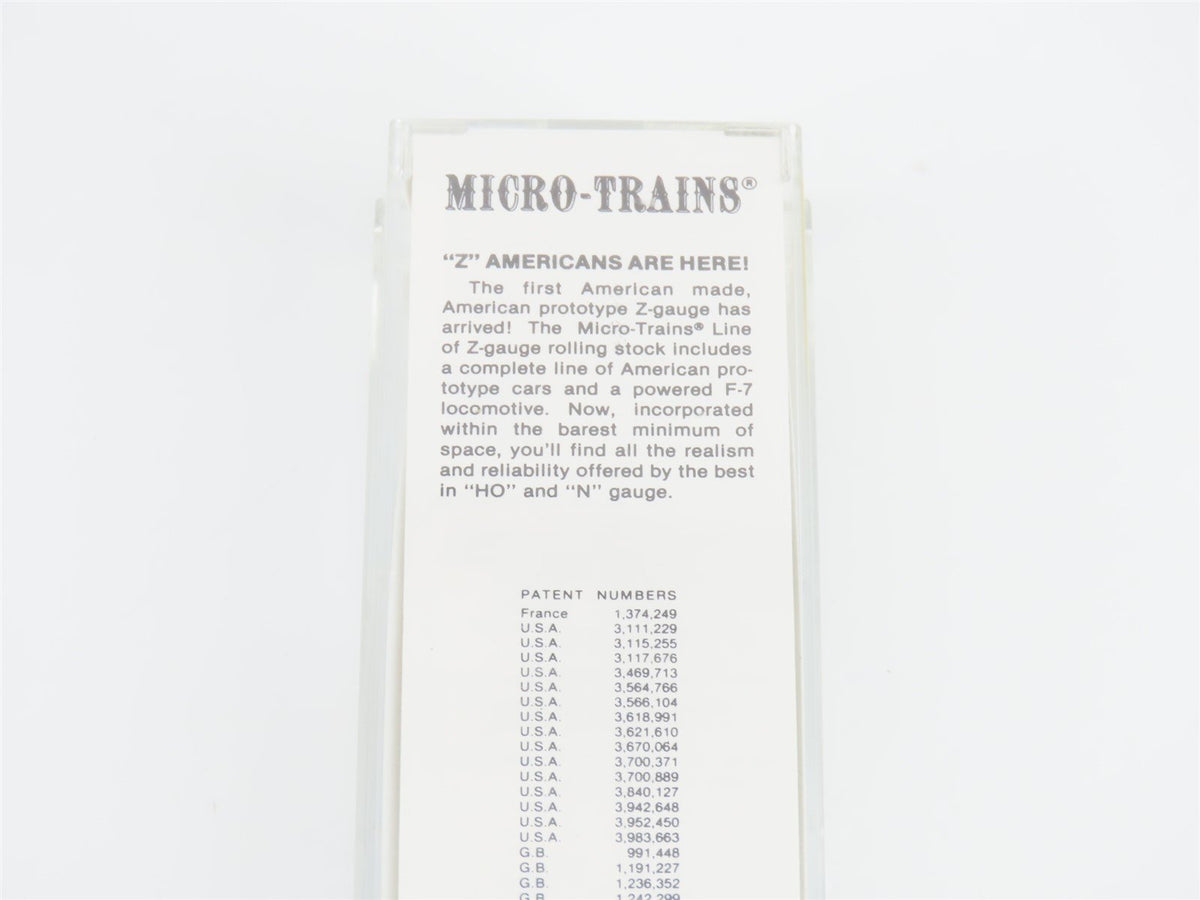 MICRO-TRAINS®
"Z" AMERICANS ARE HERE!
The first American made,
American prototype Z-gauge has
arrived! The Micro-Trains® Line
of Z-gauge rolling stock includes
a complete line of American pro-
totype cars and a powered F-7
locomotive. Now, incorporated
within the barest minimum of
space, you'll find all the realism
and reliability offered by the best
in "HO" and "N" gauge.
PATENT NUMBERS
France 1,374,249
U.S.A. 3,111,229
U.S.A. 3,115,255
U.S.A. 3,117,676
U.S.A. 3,469,713
U.S.A. 3,564,766
U.S.A. 3,566,104
U.S.A. 3,618,991
U.S.A. 3,621,610
U.S.A. 3,670,064
U.S.A. 3,700,371
U.S.A. 3,700,889
U.S.A. 3,840,127
U.S.A. 3,942,648
U.S.A. 3,952,450
U.S.A. 3,983,663
G.B. 991,448
G.B. 1,191,227
G.B. 1,236,352
G.B. 1,242,299